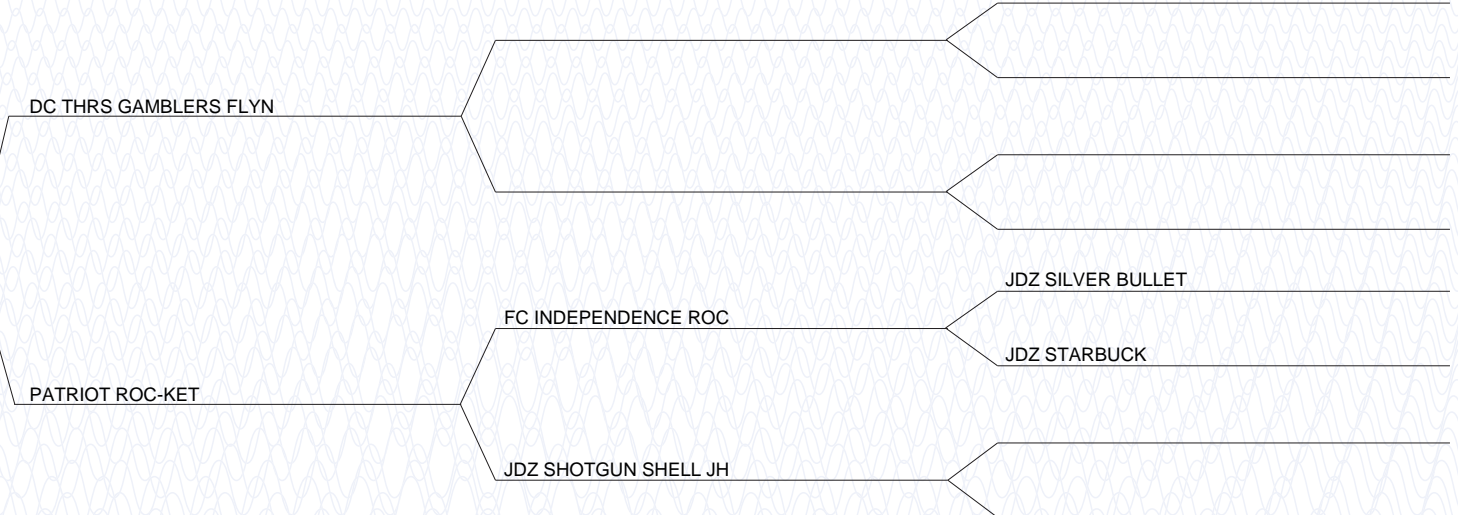 DC THRS GAMBLERS FLYN
JDZ SILVER BULLET
FC INDEPENDENCE ROC
JDZ STARBUCK
PATRIOT ROC-KET
JDZ SHOTGUN SHELL JH